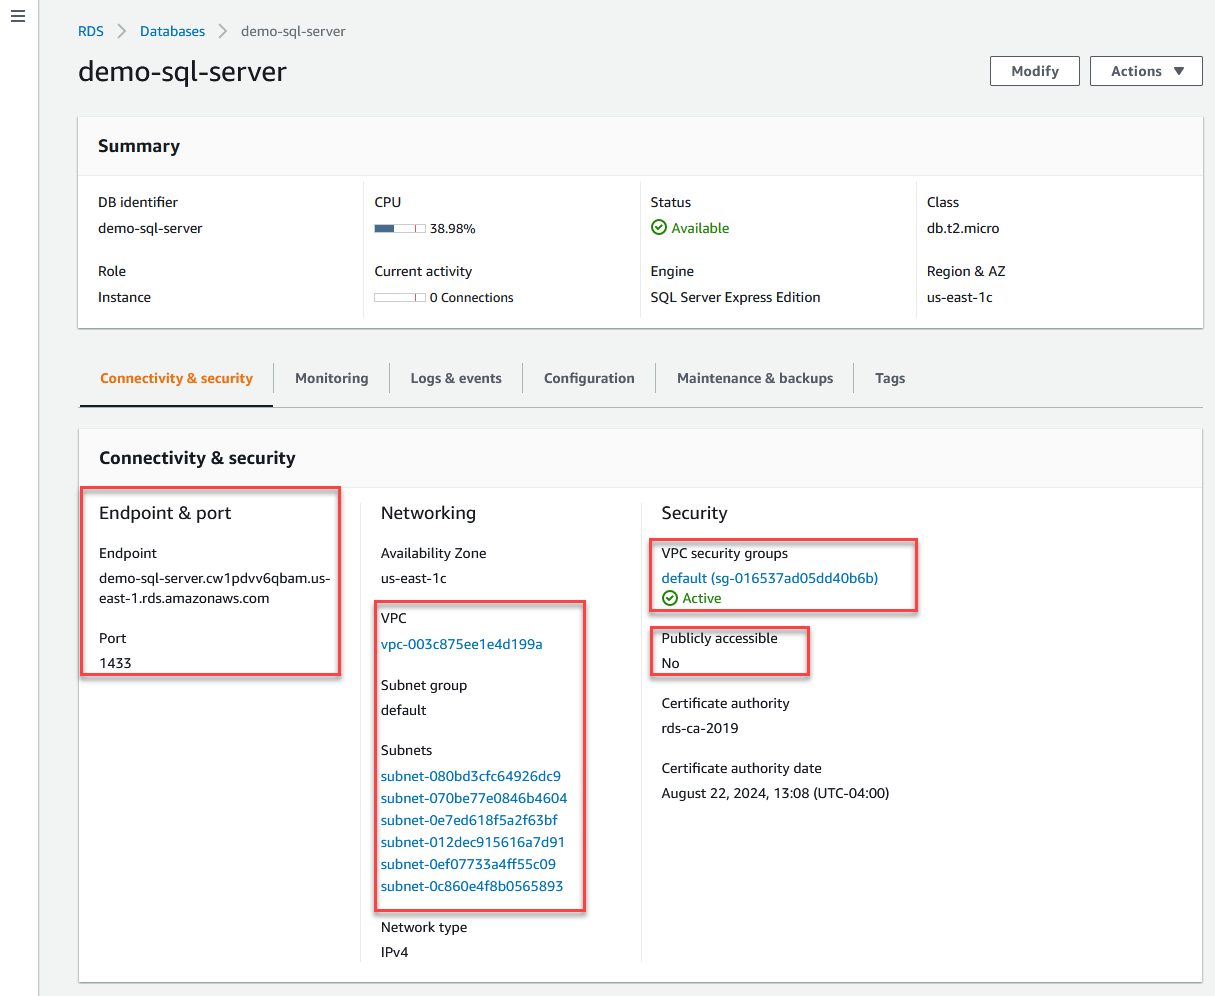 RDS > Databases > demo-sql-server
demo-sql-server
Modify
Actions
Summary
DB identifier
demo-sql-server
CPU
38.98%
Status
Available
Class
db.t2.micro
Role
Instance
Current activity
0 Connections
Engine
SQL Server Express Edition
Region & AZ
us-east-1c
Connectivity & security
Monitoring
Logs & events
Configuration
Maintenance & backups
Tags
Connectivity & security
Endpoint & port
Endpoint
demo-sql-server.cw1pdvv6qbam.us-
east-1.rds.amazonaws.com
Port
1433
Networking
Availability Zone
us-east-1c
VPC
vpc-003c875ee1e4d199a
Subnet group
default
Subnets
subnet-080bd3cfc64926dc9
subnet-070be77e0846b4604
subnet-0e7ed618f5a2f63bf
subnet-012dec915616a7d91
subnet-0ef07733a4ff55c09
subnet-0c860e4f8b0565893
Network type
IPv4
Security
VPC security groups
default (sg-016537ad05dd40b6b)
Active
Publicly accessible
No
Certificate authority
rds-ca-2019
Certificate authority date
August 22, 2024, 13:08 (UTC-04:00)